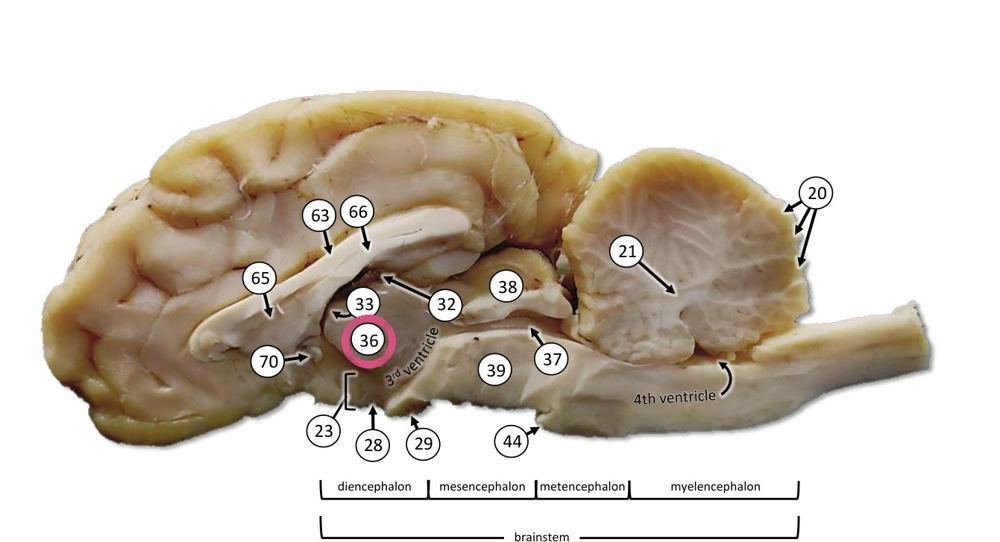 20
66
63
21
65
38
33
32
36
3rd ventricle
37
70
39
4th ventricle
23
28
29
44
diencephalon
mesencephalon
metencephalon
myelencephalon
brainstem